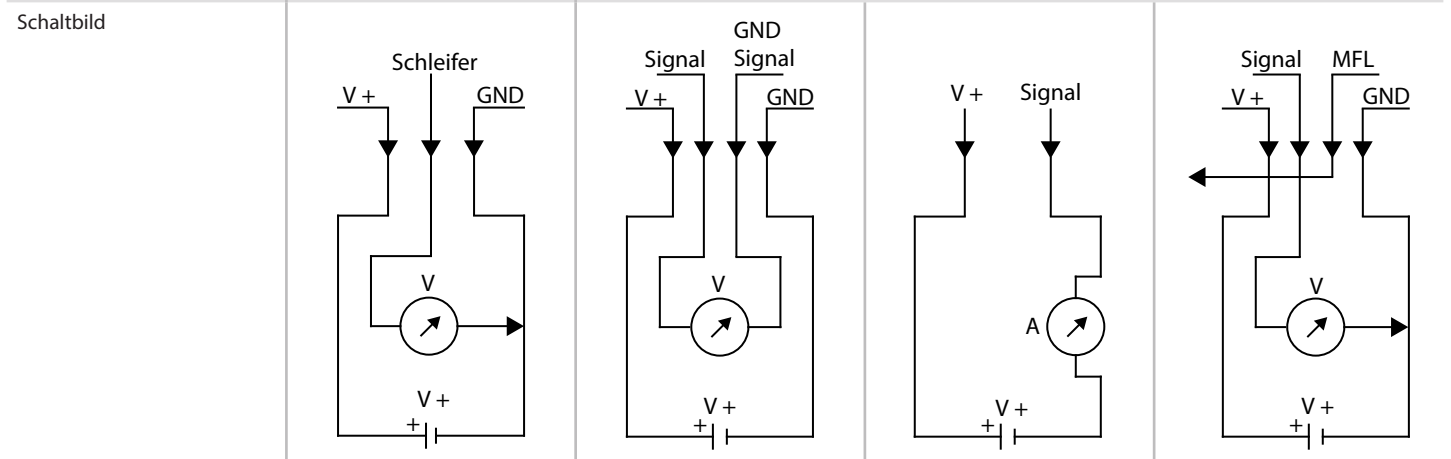 Schaltbild
Schleifer
V +
GND
V
V +
+
GND
Signal
Signal
V +
GND
V
V +
+
V +
Signal
A
V +
+
Signal
MFL
V +
GND
V
V +
+